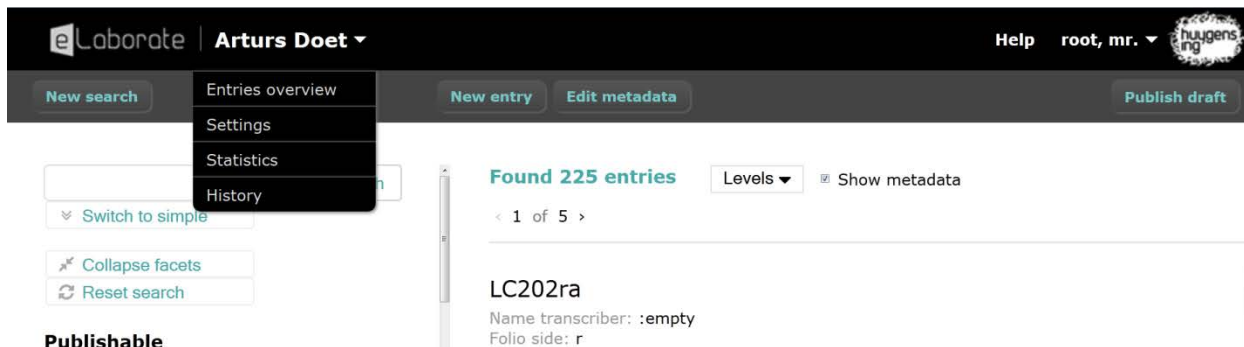 eLaborate | Arturs Doet ▾ Help root, mr. ▾ huygens ing
New search Entries overview New entry Edit metadata Publish draft
Settings
Statistics
History
Found 225 entries Levels ▾ Show metadata
Switch to simple
‹ 1 of 5 ›
Collapse facets
Reset search
LC202ra
Name transcriber: :empty
Folio side: r
Publishable